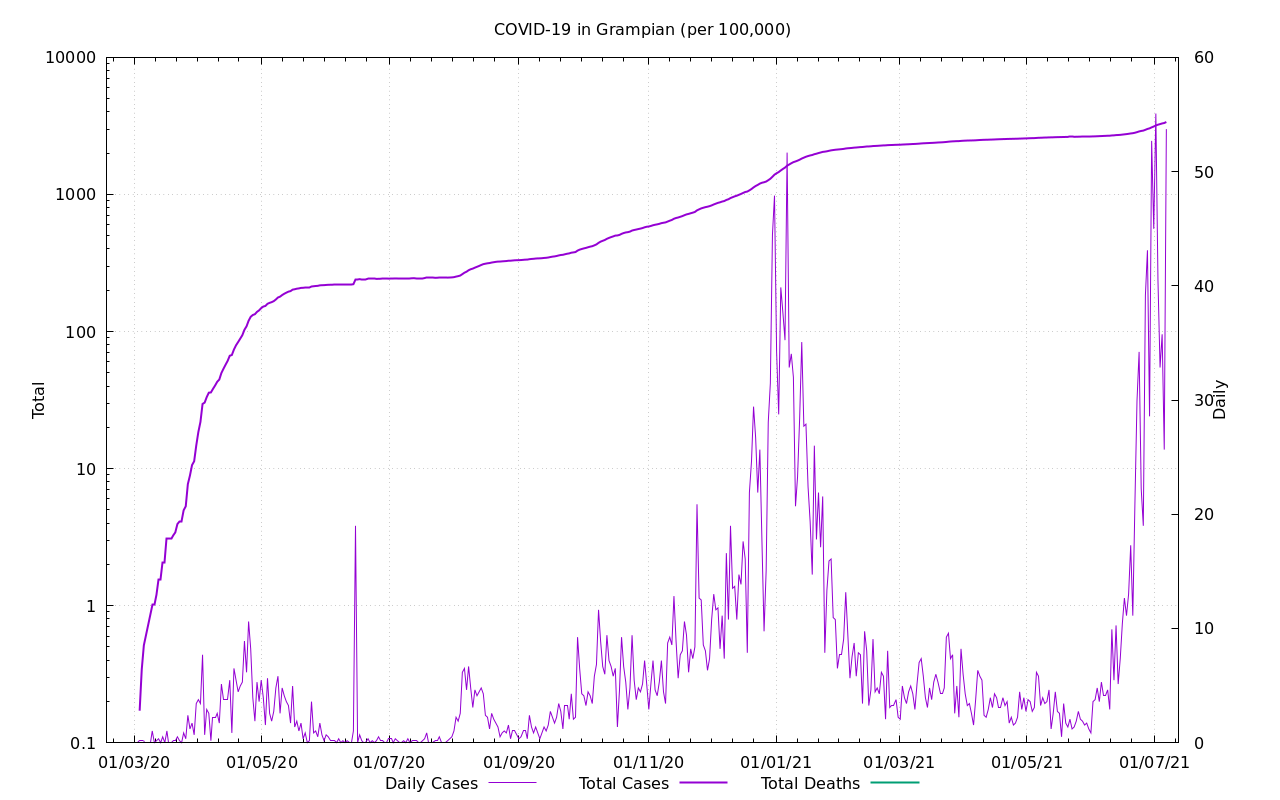 COVID-19 in Grampian (per 100,000)
10000 60
1000 50
100 40
10 30
1 20
0.1 10
0
Total
Daily
01/03/20 01/05/20 01/07/20 01/09/20 01/11/20 01/01/21 01/03/21 01/05/21 01/07/21
Daily Cases Total Cases Total Deaths